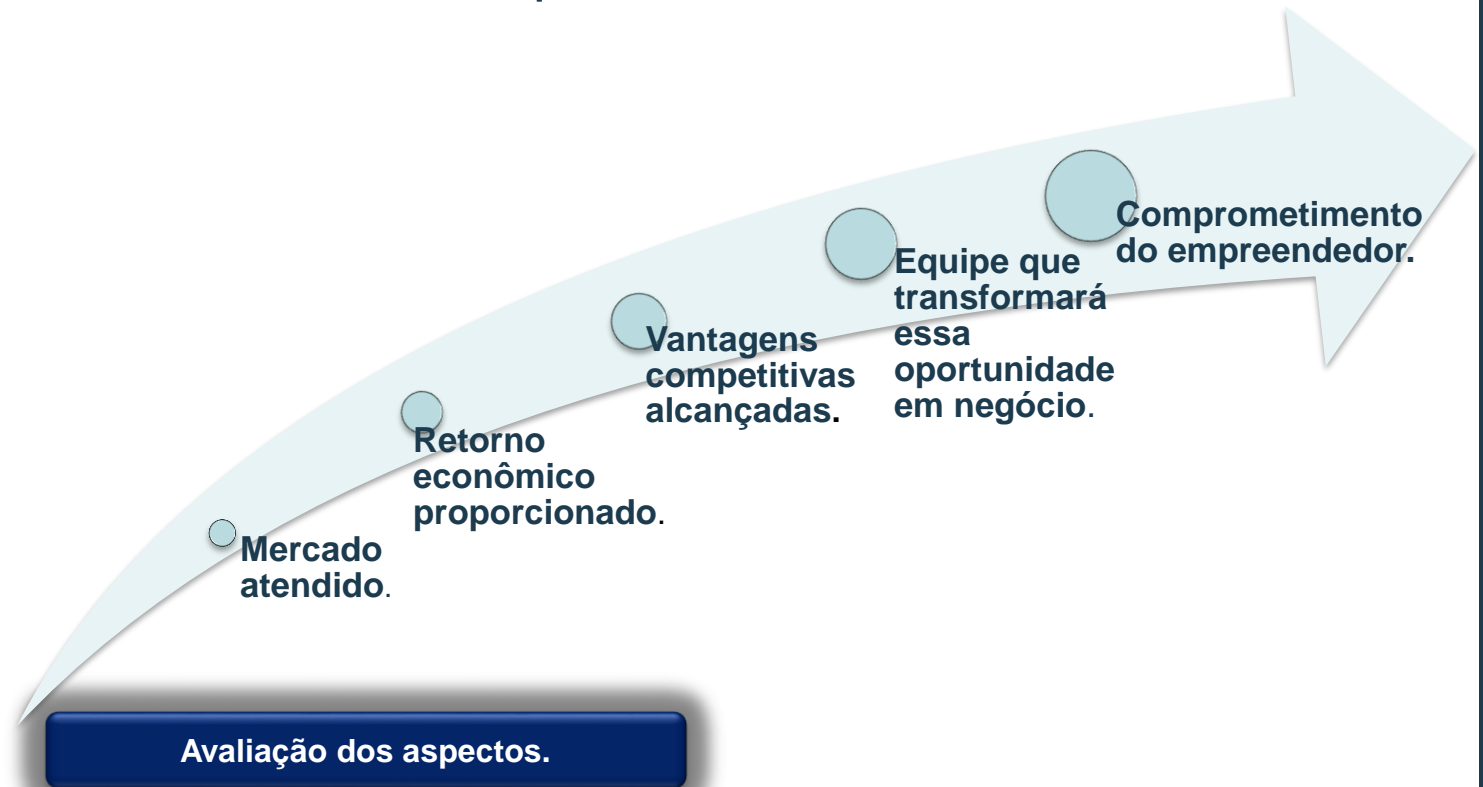 Comprometimento
do empreendedor.
Equipe que
transformará
essa
oportunidade
em negócio.
Vantagens
competitivas
alcançadas.
Retorno
econômico
proporcionado.
Mercado
atendido.
Avaliação dos aspectos.